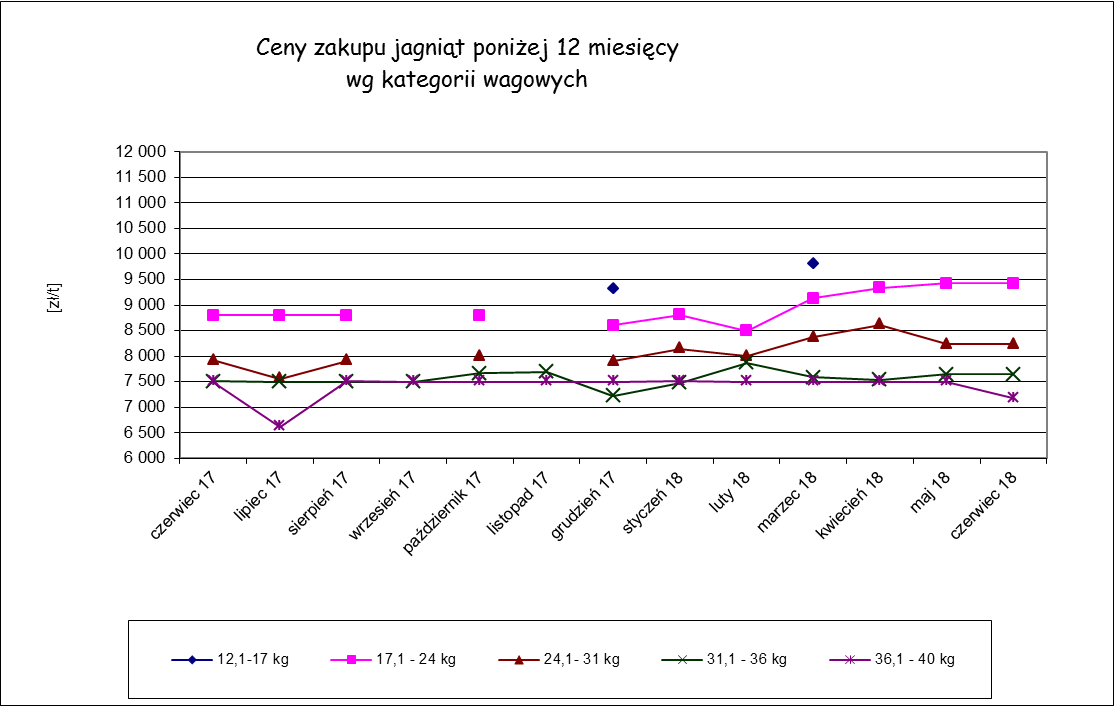 Ceny zakupu jagniąt poniżej 12 miesięcy
wg kategorii wagowych
12 000
11 500
11 000
10 500
10 000
9 500
9 000
8 500
8 000
7 500
7 000
6 500
6 000
[zł/t]
czerwiec 17
lipiec 17
sierpień 17
wrzesień 17
październik 17
listopad 17
grudzień 17
styczeń 18
luty 18
marzec 18
kwiecień 18
maj 18
czerwiec 18
12,1-17 kg
17,1 - 24 kg
24,1- 31 kg
31,1 - 36 kg
36,1 - 40 kg